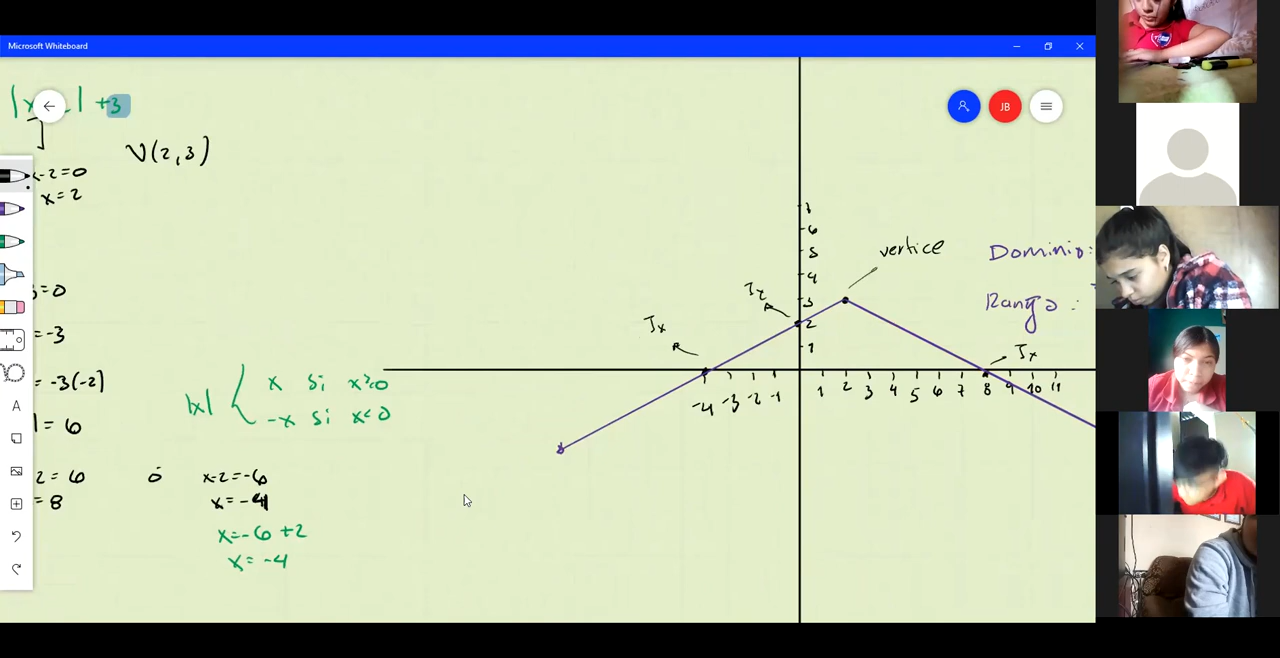 Microsoft Whiteboard
|x | +3
V(2,3)
x-2=0
x=2
JB
=0
=-3
= -3(-2)
| = 6
2 = 6 ó x-2=-6
= 8 x=-4
x=-6+2
x=-4
|x| { x si x≥0
-x si x<0
7
6
5
4
3
2
1
-4 -3 -2 -1 1 2 3 4 5 6 7 8 9 10 11
vertice
Iy
Ix
Ix
Dominio:
Rango =
A